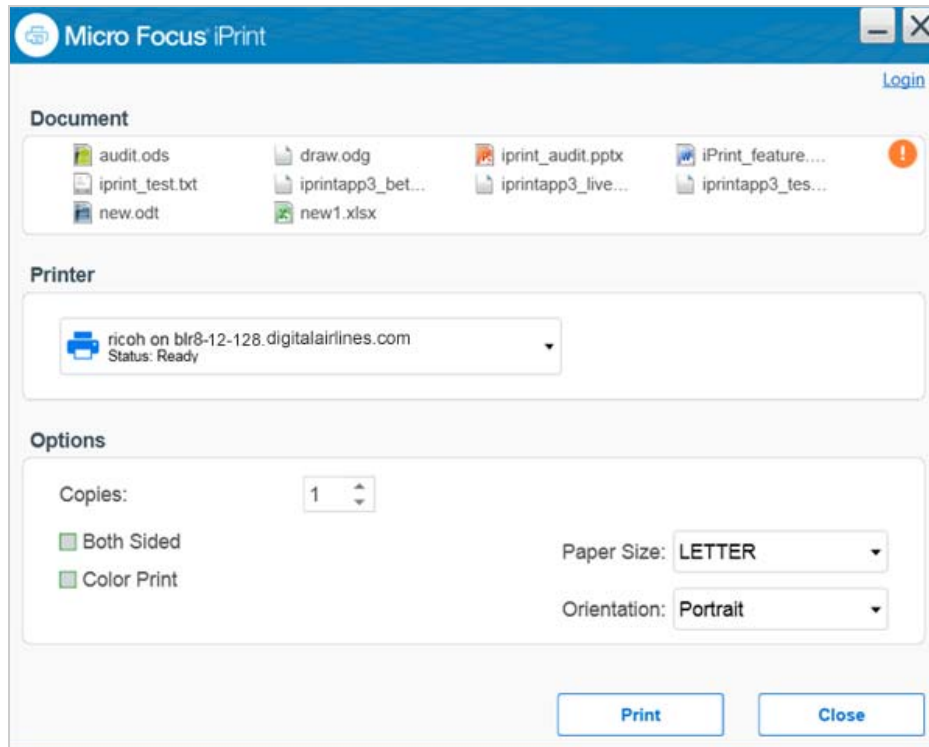 Micro Focus iPrint
Login
Document
audit.ods draw.odg iprint_audit.pptx iPrint_feature....
iprint_test.txt iprintapp3_bet... iprintapp3_live... iprintapp3_tes...
new.odt new1.xlsx
Printer
ricoh on blr8-12-128.digitalairlines.com
Status: Ready
Options
Copies: 1
Both Sided
Paper Size: LETTER
Color Print
Orientation: Portrait
Print Close